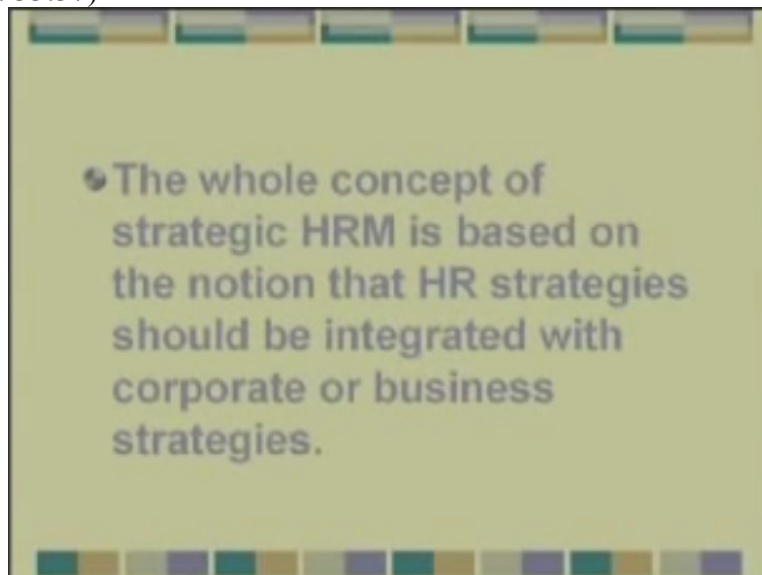 The whole concept of
strategic HRM is based on
the notion that HR strategies
should be integrated with
corporate or business
strategies.